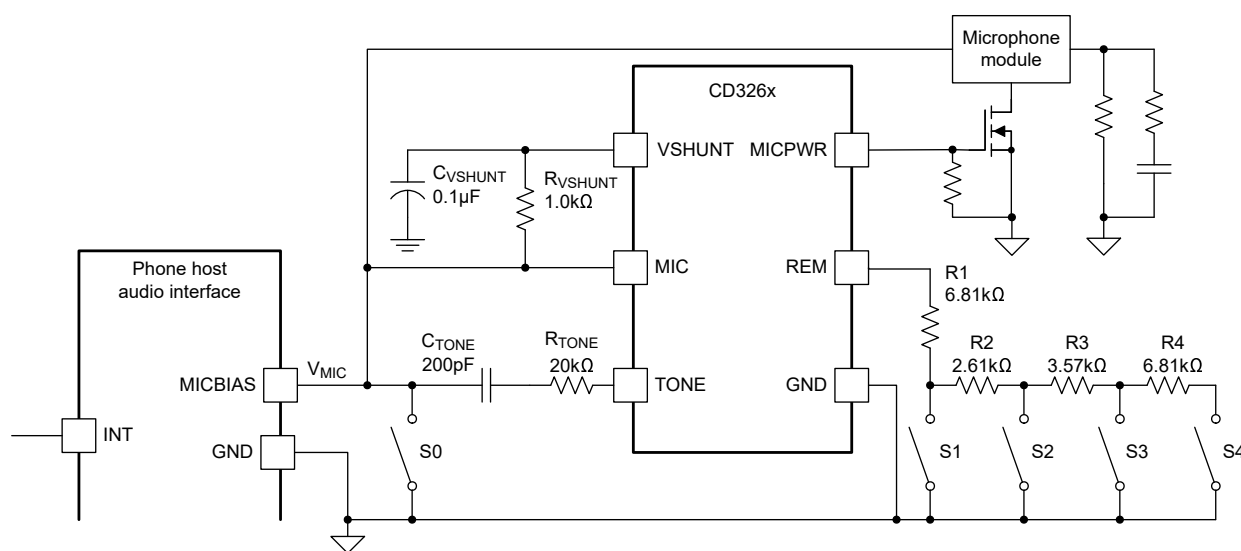 Microphone
module
CD326x
VSHUNT
MICPWR
CVSHUNT
0.1µF
RVSHUNT
1.0kΩ
MIC
REM
R1
6.81kΩ
Phone host
audio interface
CTONE
200pF
RTONE
20kΩ
R2
2.61kΩ
R3
3.57kΩ
R4
6.81kΩ
MICBIAS
VMIC
TONE
GND
INT
GND
S0
S1
S2
S3
S4